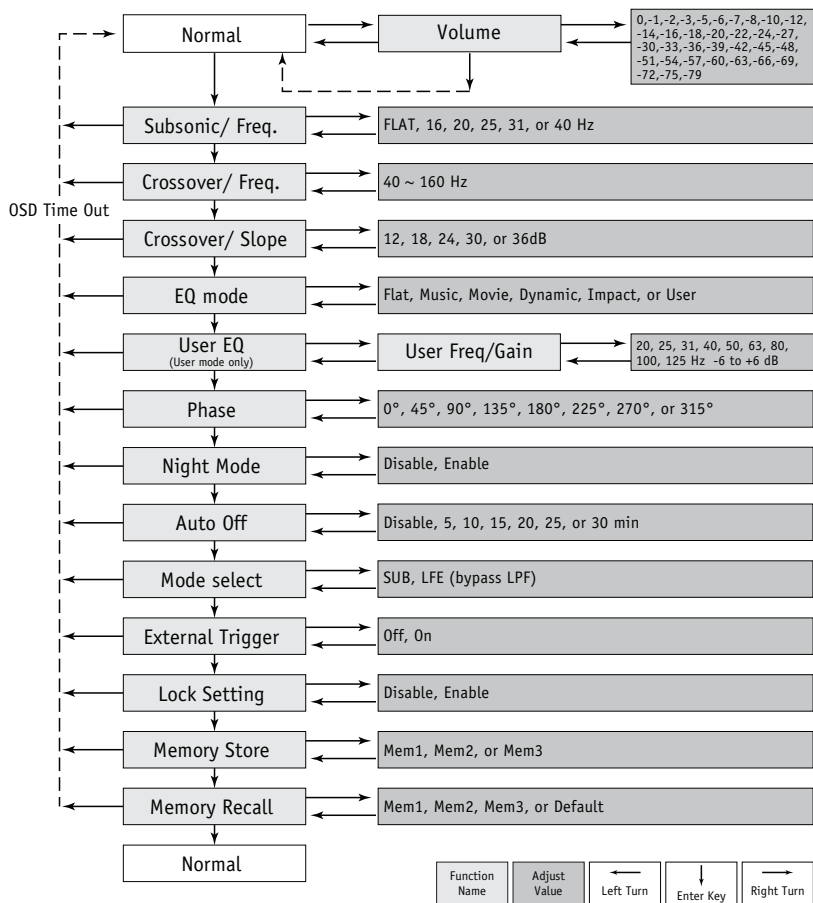 Normal
Volume
0,-1,-2,-3,-5,-6,-7,-8,-10,-12,
-14,-16,-18,-20,-22,-24,-27,
-30,-33,-36,-39,-42,-45,-48,
-51,-54,-57,-60,-63,-66,-69,
-72,-75,-79
Subsonic/ Freq.
FLAT, 16, 20, 25, 31, or 40 Hz
Crossover/ Freq.
40 ~ 160 Hz
OSD Time Out
Crossover/ Slope
12, 18, 24, 30, or 36dB
EQ mode
Flat, Music, Movie, Dynamic, Impact, or User
User EQ
(User mode only)
User Freq/Gain
20, 25, 31, 40, 50, 63, 80,
100, 125 Hz -6 to +6 dB
Phase
0°, 45°, 90°, 135°, 180°, 225°, 270°, or 315°
Night Mode
Disable, Enable
Auto Off
Disable, 5, 10, 15, 20, 25, or 30 min
Mode select
SUB, LFE (bypass LPF)
External Trigger
Off, On
Lock Setting
Disable, Enable
Memory Store
Mem1, Mem2, or Mem3
Memory Recall
Mem1, Mem2, Mem3, or Default
Normal
Function
Name
Adjust
Value
Left Turn
Enter Key
Right Turn